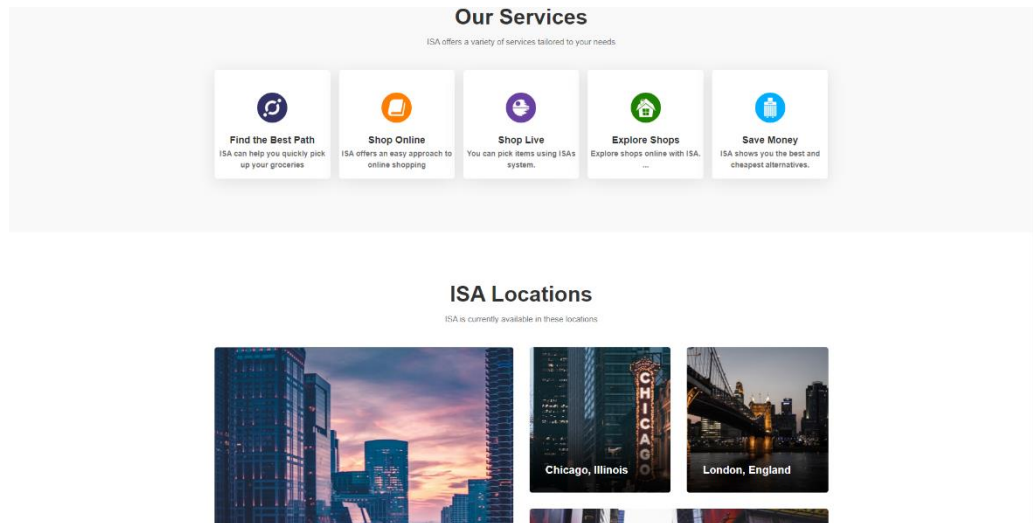 Our Services
ISA offers a variety of services tailored to your needs
Find the Best Path
ISA can help you quickly pick
up your groceries
Shop Online
ISA offers an easy approach to
online shopping
Shop Live
You can pick items using ISAs
system.
Explore Shops
Explore shops online with ISA.
...
Save Money
ISA shows you the best and
cheapest alternatives.
ISA Locations
ISA is currently available in these locations
CHICAGO
Chicago, Illinois
London, England